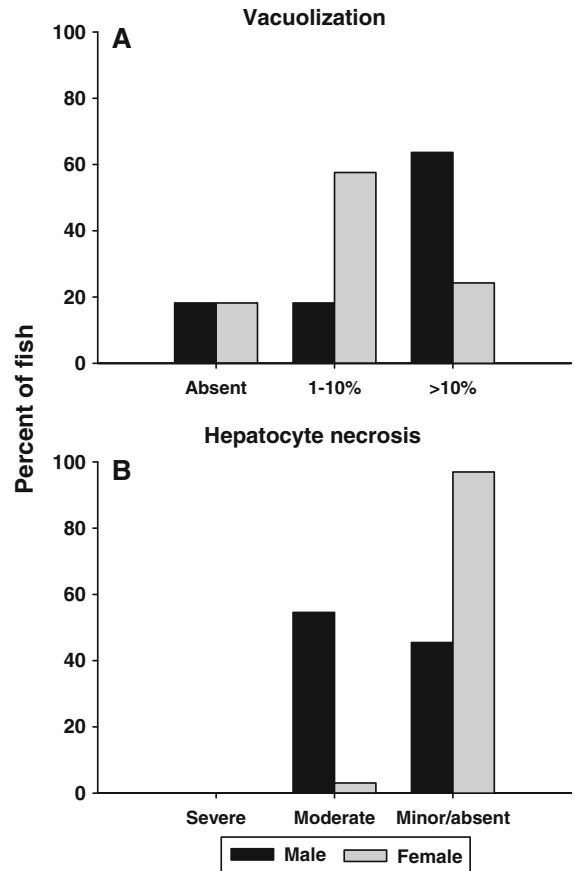 Vacuolization
A
100
80
60
40
20
0
Absent 1-10% >10%
Percent of fish
Hepatocyte necrosis
B
100
80
60
40
20
0
Severe Moderate Minor/absent
Male Female